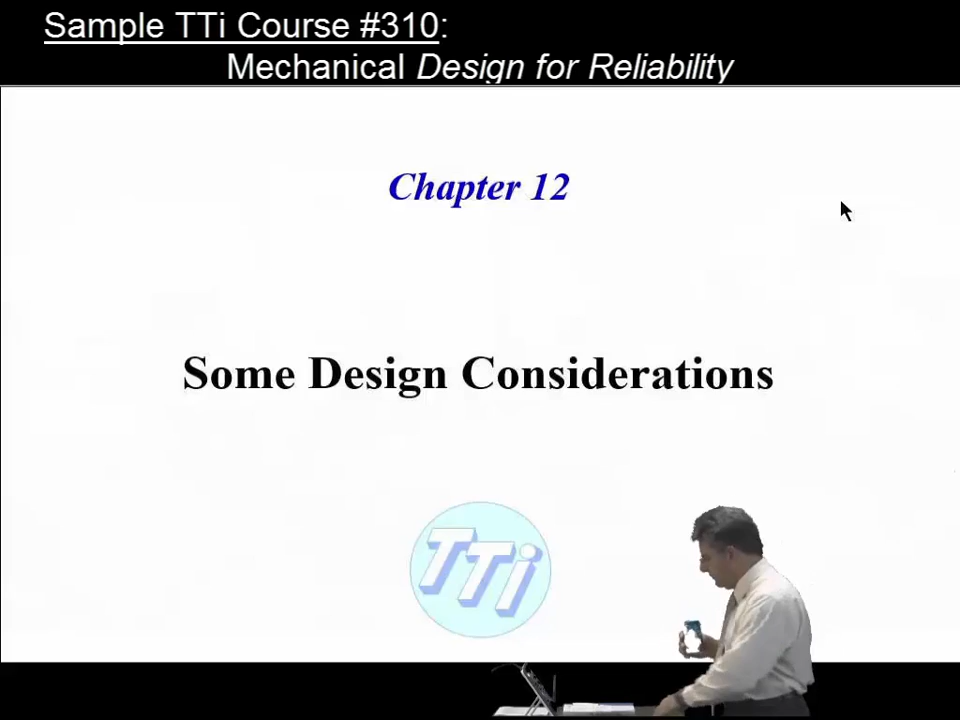 Sample TTi Course #310:
Mechanical Design for Reliability
Chapter 12
Some Design Considerations
TTi